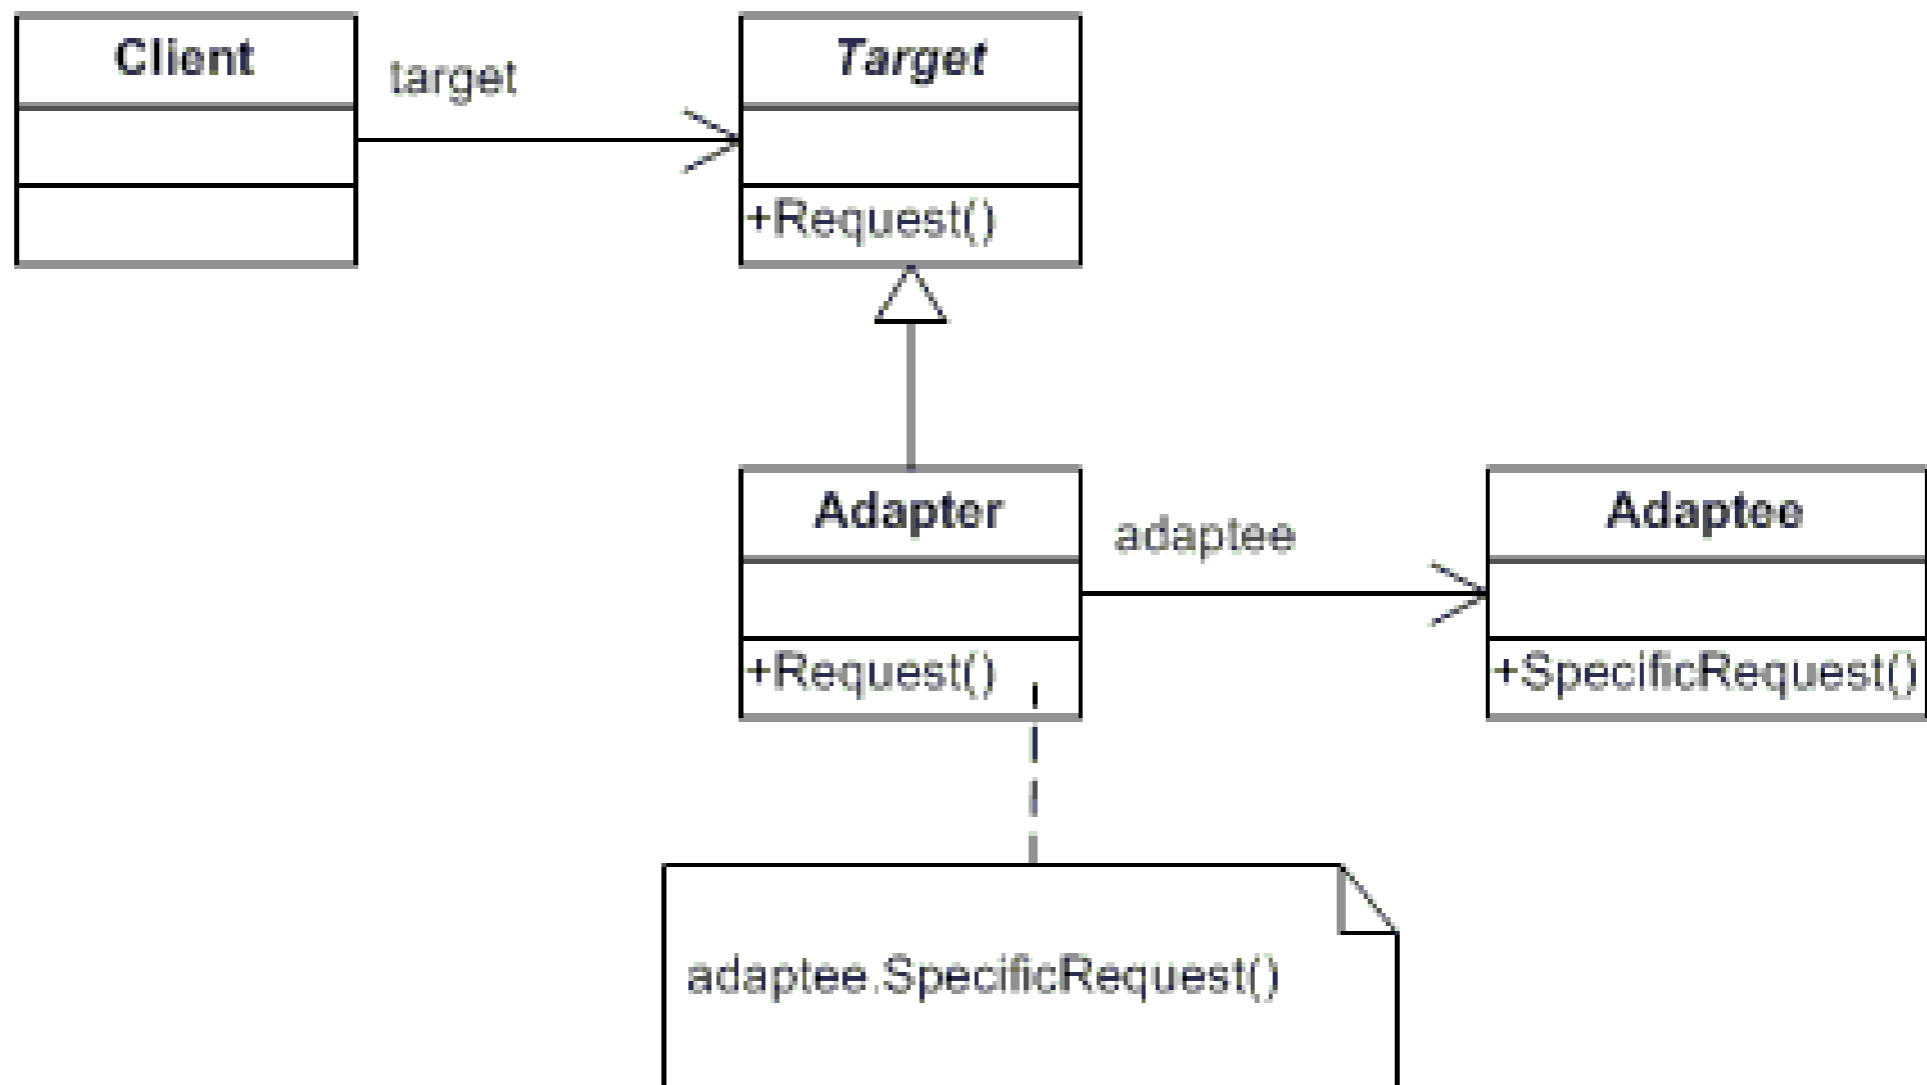 Client
target
Target
+Request()
Adapter
adaptee
Adaptee
+Request()
+SpecificRequest()
adaptee.SpecificRequest()